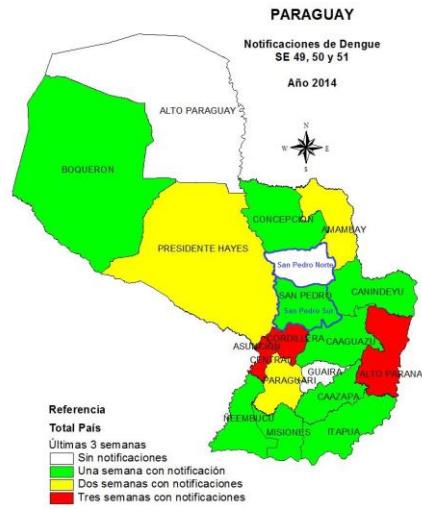 PARAGUAY
Notificaciones de Dengue
SE 49, 50 y 51
Año 2014
N
W E
S
ALTO PARAGUAY
BOQUERON
CONCEPCION
AMAMBAY
PRESIDENTE HAYES
San Pedro Norte
SAN PEDRO
CANINDEYU
San Pedro Sur
CORDILLERA
CAAGUAZU
ASUNCION
CENTRAL
GUAIRA
ALTO PARANA
PARAGUARI
CAAZAPA
ÑEEMBUCU
MISIONES
ITAPUA
Referencia
Total País
Últimas 3 semanas
Sin notificaciones
Una semana con notificación
Dos semanas con notificaciones
Tres semanas con notificaciones